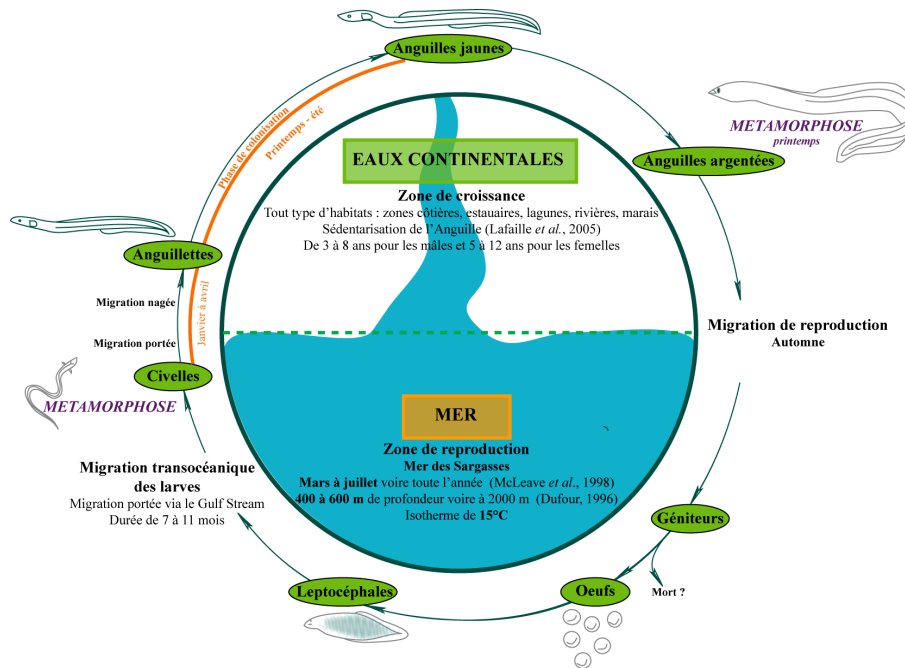 Anguilles jaunes
METAMORPHOSE
printemps
Anguilles argentées
Phase de colonisation
Printemps - été
EAUX CONTINENTALES
Zone de croissance
Tout type d'habitats : zones côtières, estauaires, lagunes, rivières, marais
Sédentarisation de l'Anguille (Lafaille et al., 2005)
De 3 à 8 ans pour les mâles et 5 à 12 ans pour les femelles
Anguillettes
Migration nagée
Janvier à avril
Migration portée
Migration de reproduction
Automne
Civelles
METAMORPHOSE
MER
Zone de reproduction
Mer des Sargasses
Mars à juillet voire toute l'année (McLeave et al., 1998)
400 à 600 m de profondeur voire à 2000 m (Dufour, 1996)
Isotherme de 15°C
Migration transocéanique
des larves
Migration portée via le Gulf Stream
Durée de 7 à 11 mois
Géniteurs
Mort ?
Oeufs
Leptocéphales